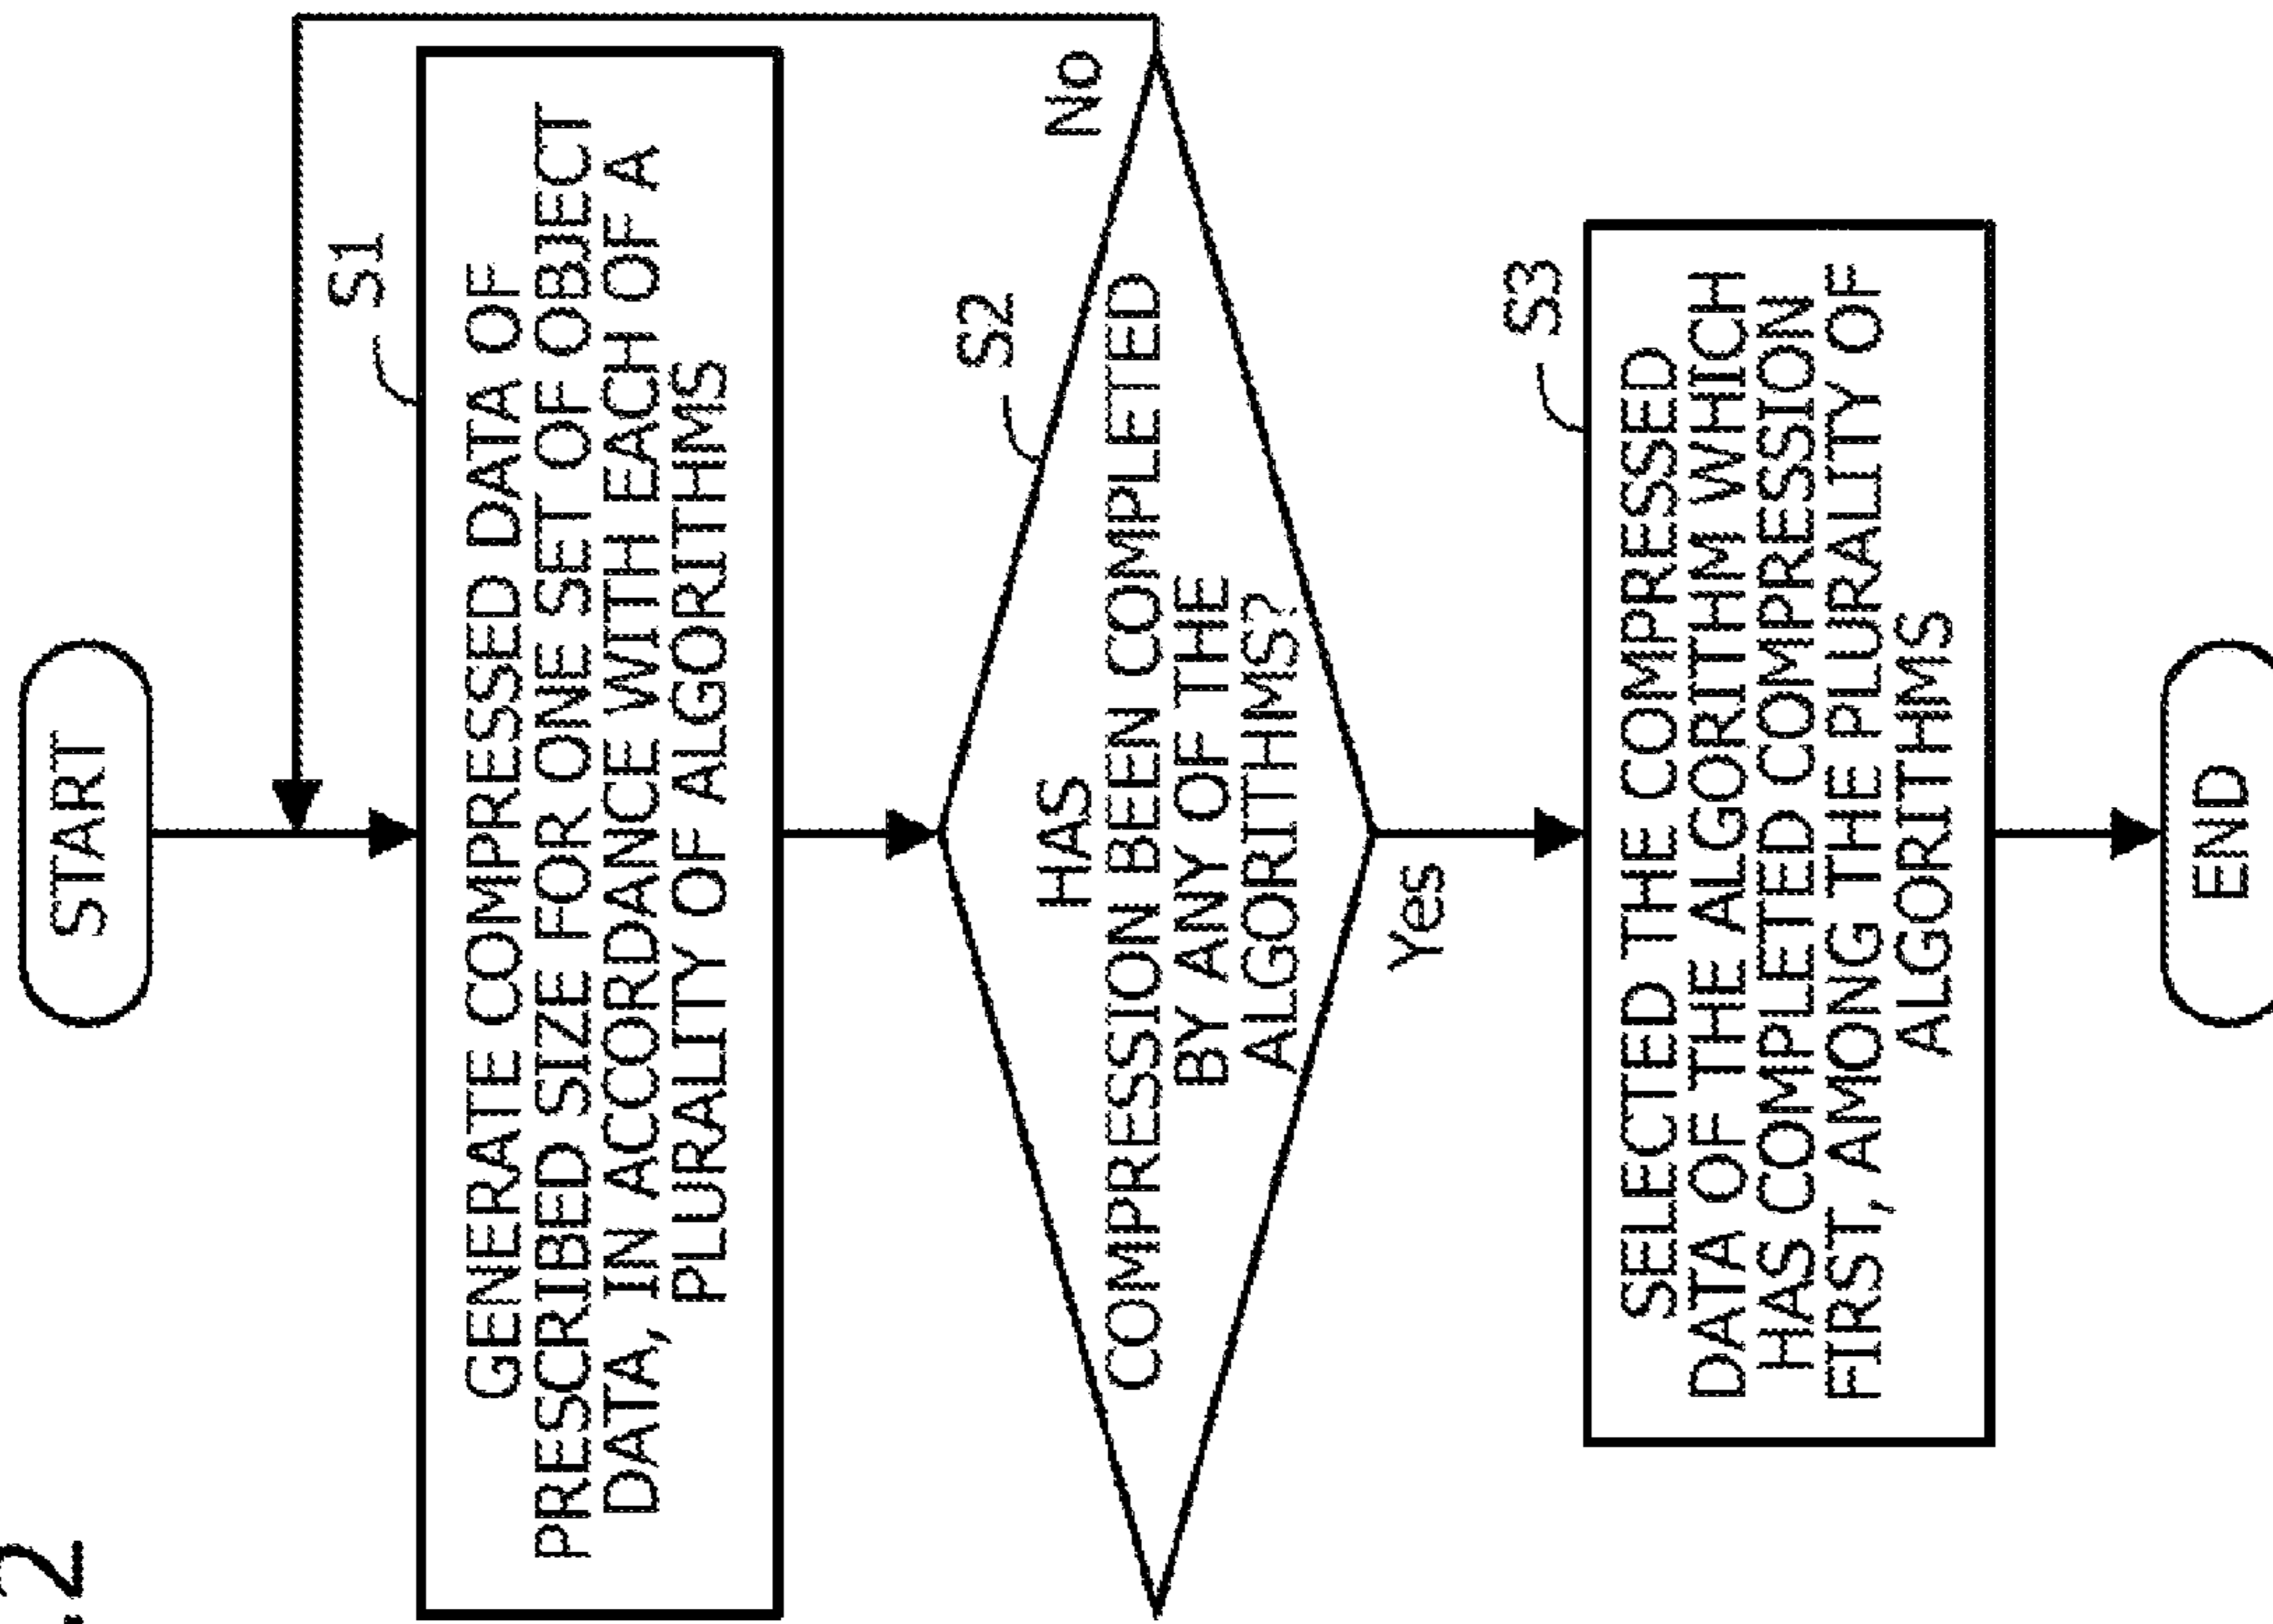 .2
START
S1
GENERATE COMPRESSED DATA OF
PRESCRIBED SIZE FOR ONE SET OF OBJECT
DATA, IN ACCORDANCE WITH EACH OF A
PLURALITY OF ALGORITHMS
S2
HAS
COMPRESSION BEEN COMPLETED
BY ANY OF THE
ALGORITHMS?
No
Yes
S3
SELECTED THE COMPRESSED
DATA OF THE ALGORITHM WHICH
HAS COMPLETED COMPRESSION
FIRST, AMONG THE PLURALITY OF
ALGORITHMS
END